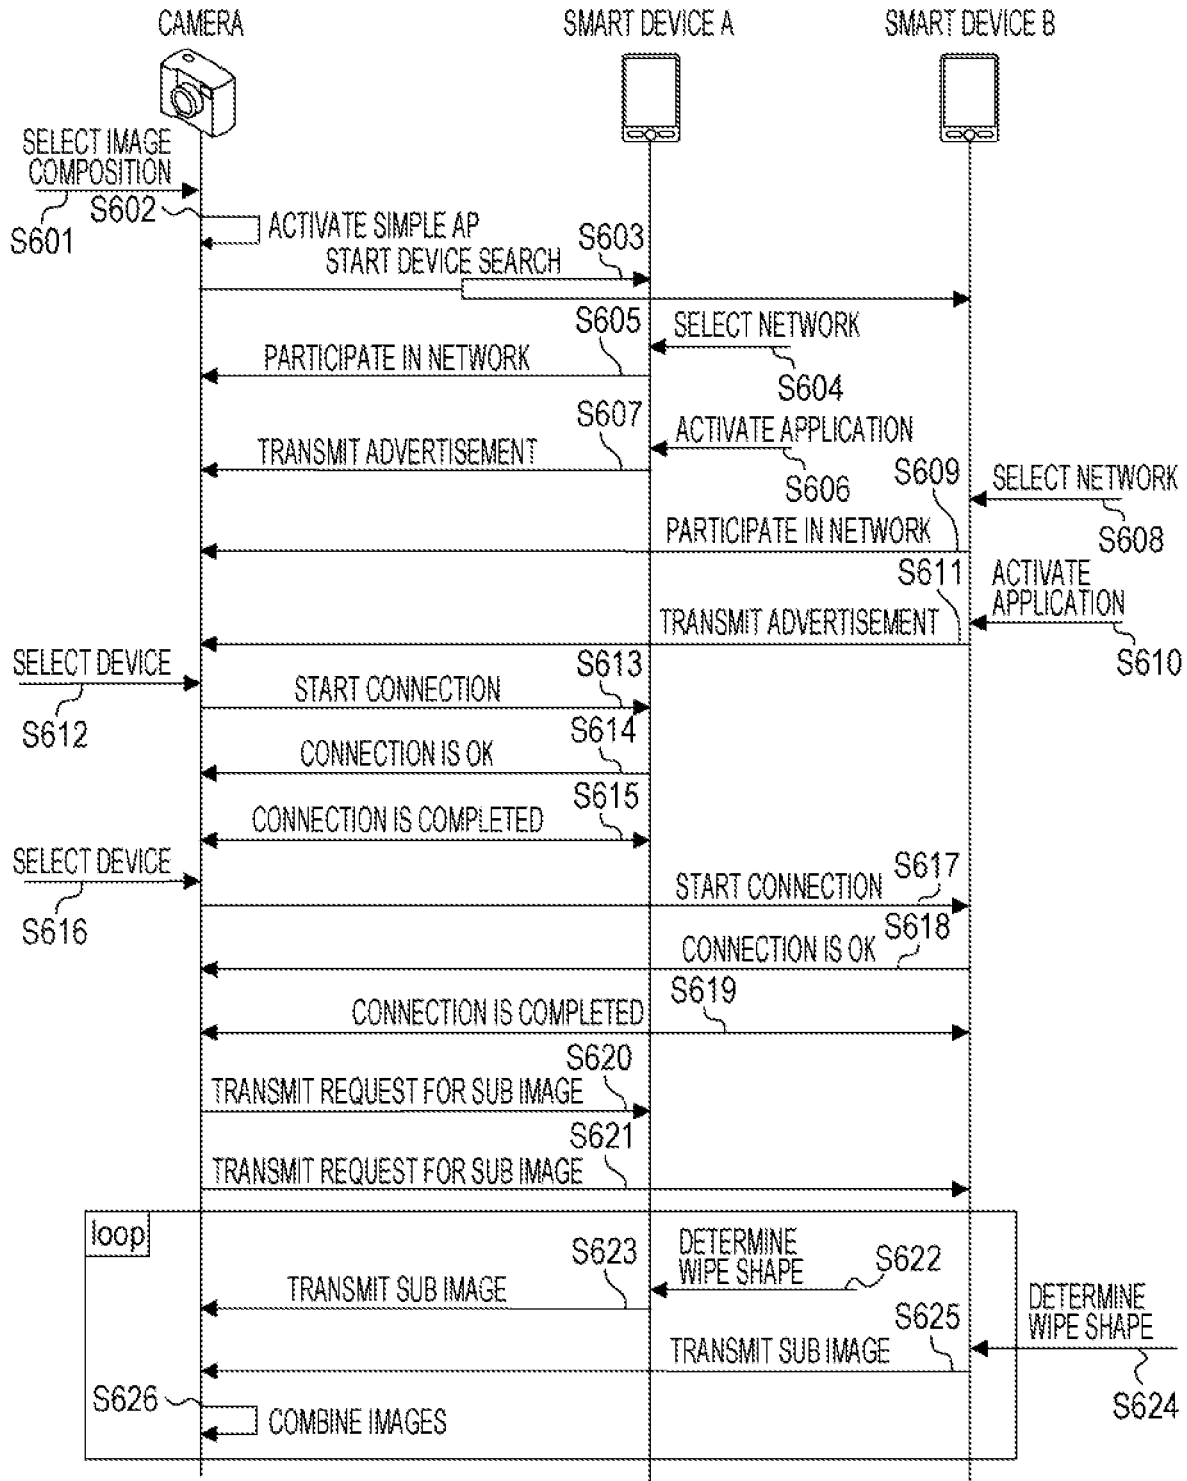 CAMERA
SMART DEVICE A
SMART DEVICE B
SELECT IMAGE
COMPOSITION
S601
S602
ACTIVATE SIMPLE AP
START DEVICE SEARCH
S603
SELECT NETWORK
S604
S605
PARTICIPATE IN NETWORK
ACTIVATE APPLICATION
S606
S607
TRANSMIT ADVERTISEMENT
SELECT NETWORK
S608
S609
PARTICIPATE IN NETWORK
ACTIVATE
APPLICATION
S610
S611
TRANSMIT ADVERTISEMENT
SELECT DEVICE
S612
S613
START CONNECTION
S614
CONNECTION IS OK
S615
CONNECTION IS COMPLETED
SELECT DEVICE
S616
S617
START CONNECTION
S618
CONNECTION IS OK
S619
CONNECTION IS COMPLETED
S620
TRANSMIT REQUEST FOR SUB IMAGE
S621
TRANSMIT REQUEST FOR SUB IMAGE
loop
DETERMINE
WIPE SHAPE
S622
S623
TRANSMIT SUB IMAGE
DETERMINE
WIPE SHAPE
S624
S625
TRANSMIT SUB IMAGE
S626
COMBINE IMAGES